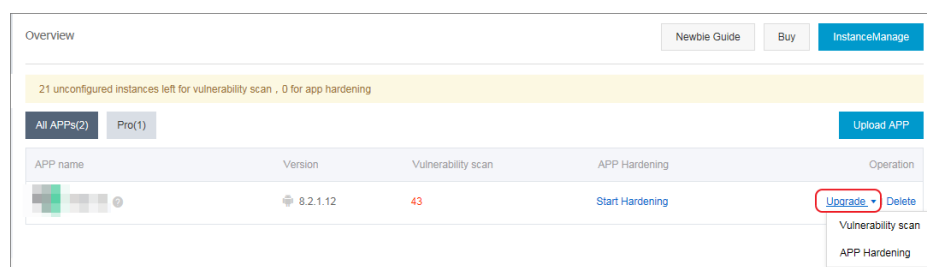 Overview
Newbie Guide
Buy
InstanceManage
21 unconfigured instances left for vulnerability scan , 0 for app hardening
All APPs(2)
Pro(1)
Upload APP
APP name
Version
Vulnerability scan
APP Hardening
Operation
8.2.1.12
43
Start Hardening
Upgrade
Delete
Vulnerability scan
APP Hardening